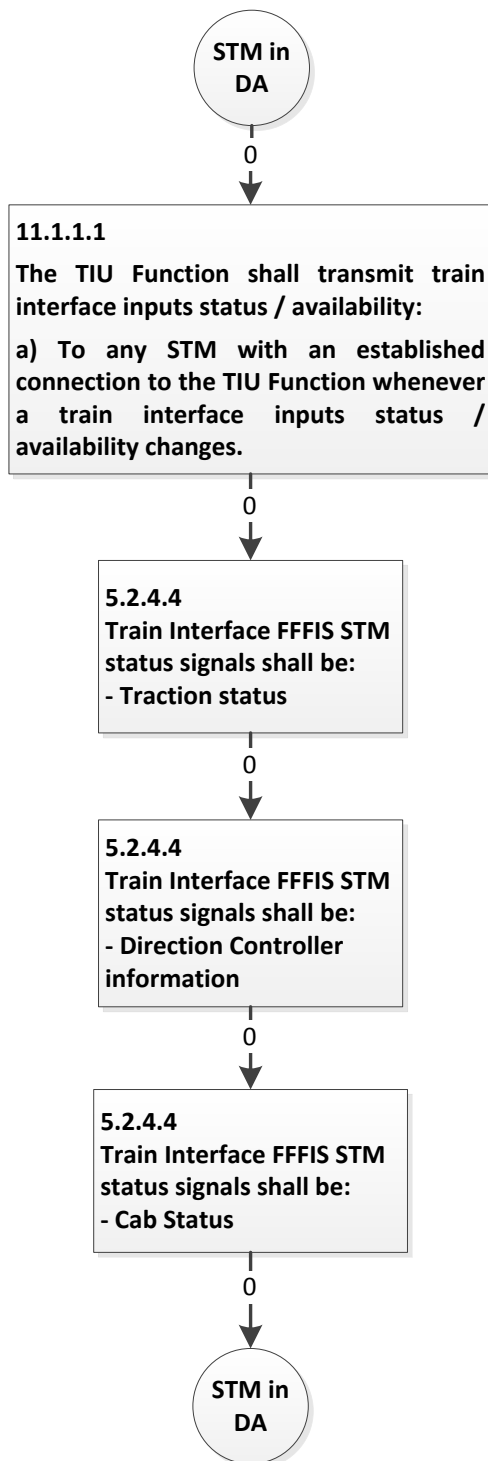 STM in
DA
0
11.1.1.1
The TIU Function shall transmit train
interface inputs status / availability:
a) To any STM with an established
connection to the TIU Function whenever
a train interface inputs status /
availability changes.
0
5.2.4.4
Train Interface FFFIS STM
status signals shall be:
- Traction status
0
5.2.4.4
Train Interface FFFIS STM
status signals shall be:
- Direction Controller
information
0
5.2.4.4
Train Interface FFFIS STM
status signals shall be:
- Cab Status
0
STM in
DA